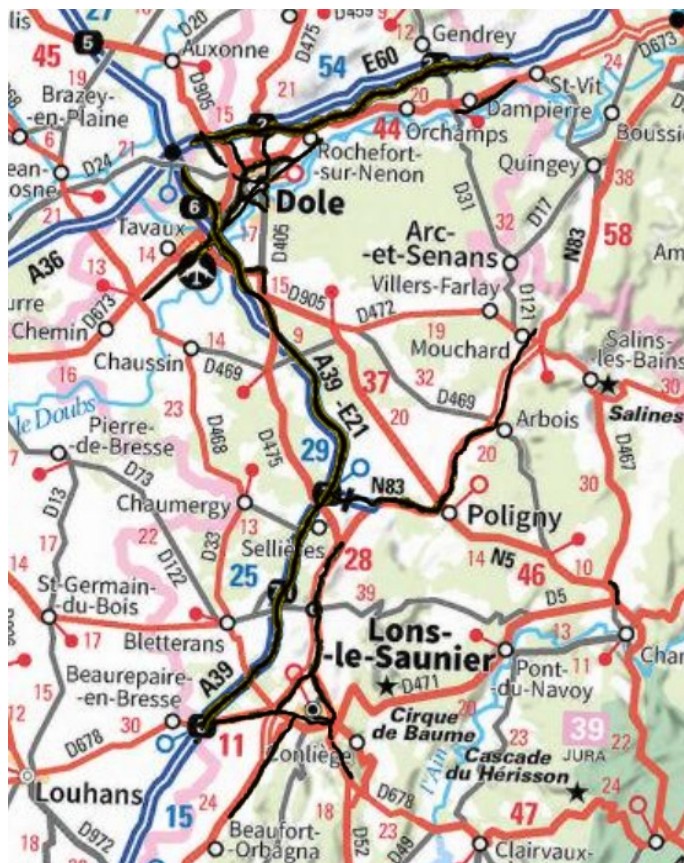 lis
27
D20
D475
D459
Gendrey
45
5
Auxonne
54
E60
D673
19
D905
21
24
St-Vit
Brazey-
en-Plaine
15
20
Dampierre
44
Orchamps
Boussi
6
21
Rochefort-
-sur-Nenon
Quingey
D24
ean-
osne
D31
D17
38
21
6
Dole
N83
Tavaux
17
D405
Arc-
-et-Senans
32
58
A36
14
Am
13
15
D905
Villers-Farlay
D121
urre
D673
D472
Chemin
9
19
Salins-
-les-Bains
Chaussin
14
Mouchard
16
D469
A39
37
32
30
-E21
D469
Salines
le Doubs
23
20
Arbois
Pierre-
-de-Bresse
D468
D475
29
20
D467
7
D73
N83
D13
Chaumergy
30
22
13
Poligny
17
D33
Sellières
14
N5
46
14
D122
28
10
St-Germain-
-du-Bois
25
39
D5
17
Bletterans
Lons-
-le-Saunier
13
A39
Pont-
-du-Navoy
11
Char
Beaurepaire-
-en-Bresse
D471
15
20
12
30
11
Cirque
de Baume
23
39
D678
Conliège
JURA
22
l'Ain
Cascade
du Hérisson
Louhans
24
15
18
D678
24
47
D972
Beaufort-
-Orbagna
D52
23
D49
18
Clairvaux-